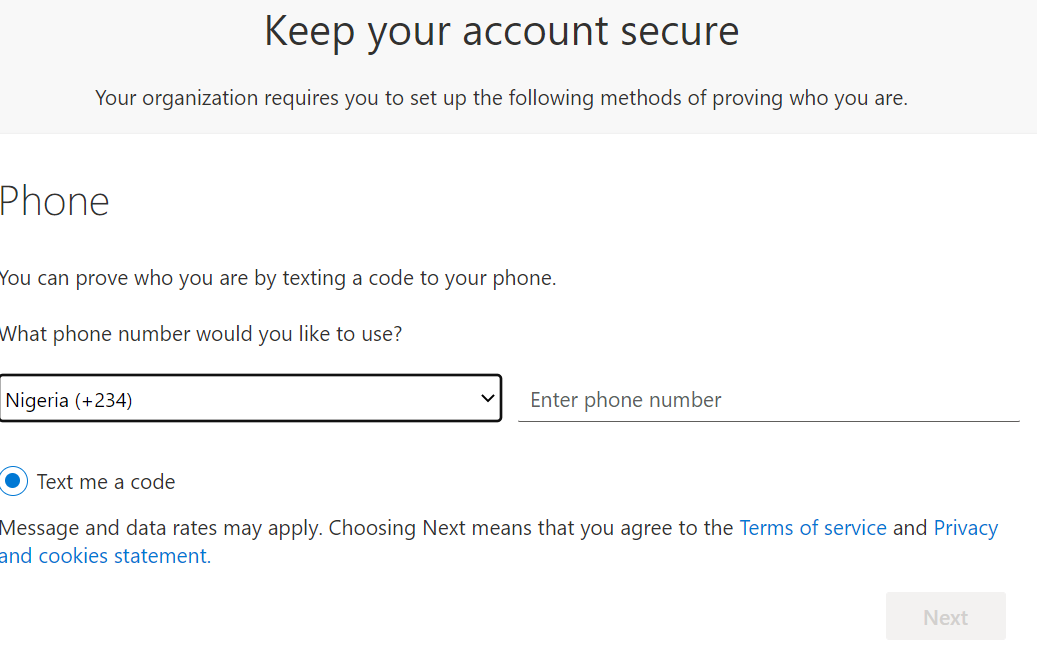 Keep your account secure
Your organization requires you to set up the following methods of proving who you are.
Phone
You can prove who you are by texting a code to your phone.
What phone number would you like to use?
Nigeria (+234)
Enter phone number
Text me a code
Message and data rates may apply. Choosing Next means that you agree to the Terms of service and Privacy
and cookies statement.
Next